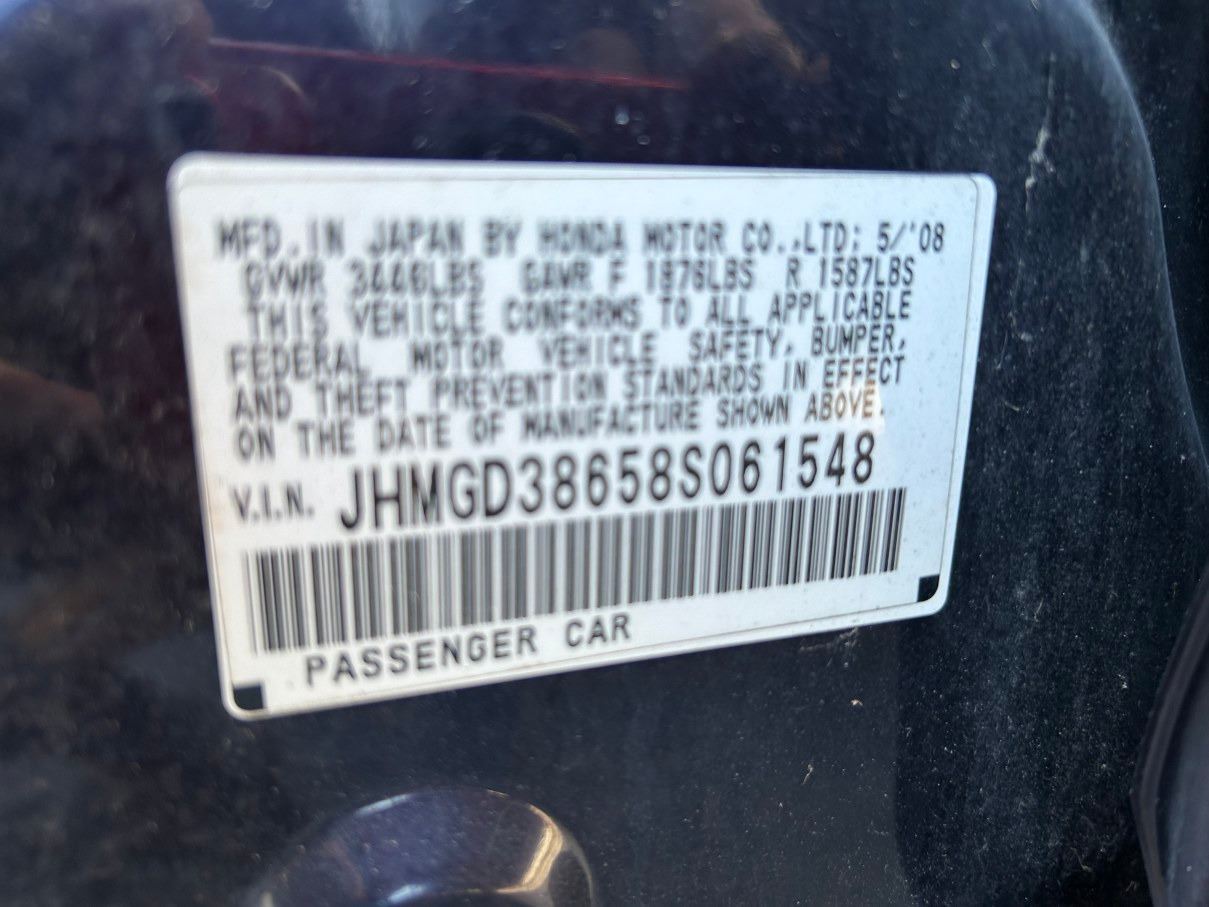 MFD.IN JAPAN BY HONDA MOTOR CO.,LTD; 5/'08
GVWR 3446LBS GAWR F 1876LBS R 1587LBS
THIS VEHICLE CONFORMS TO ALL APPLICABLE
FEDERAL MOTOR VEHICLE SAFETY, BUMPER,
AND THEFT PREVENTION STANDARDS IN EFFECT
ON THE DATE OF MANUFACTURE SHOWN ABOVE.
V.I.N. JHMGD38658S061548
PASSENGER CAR